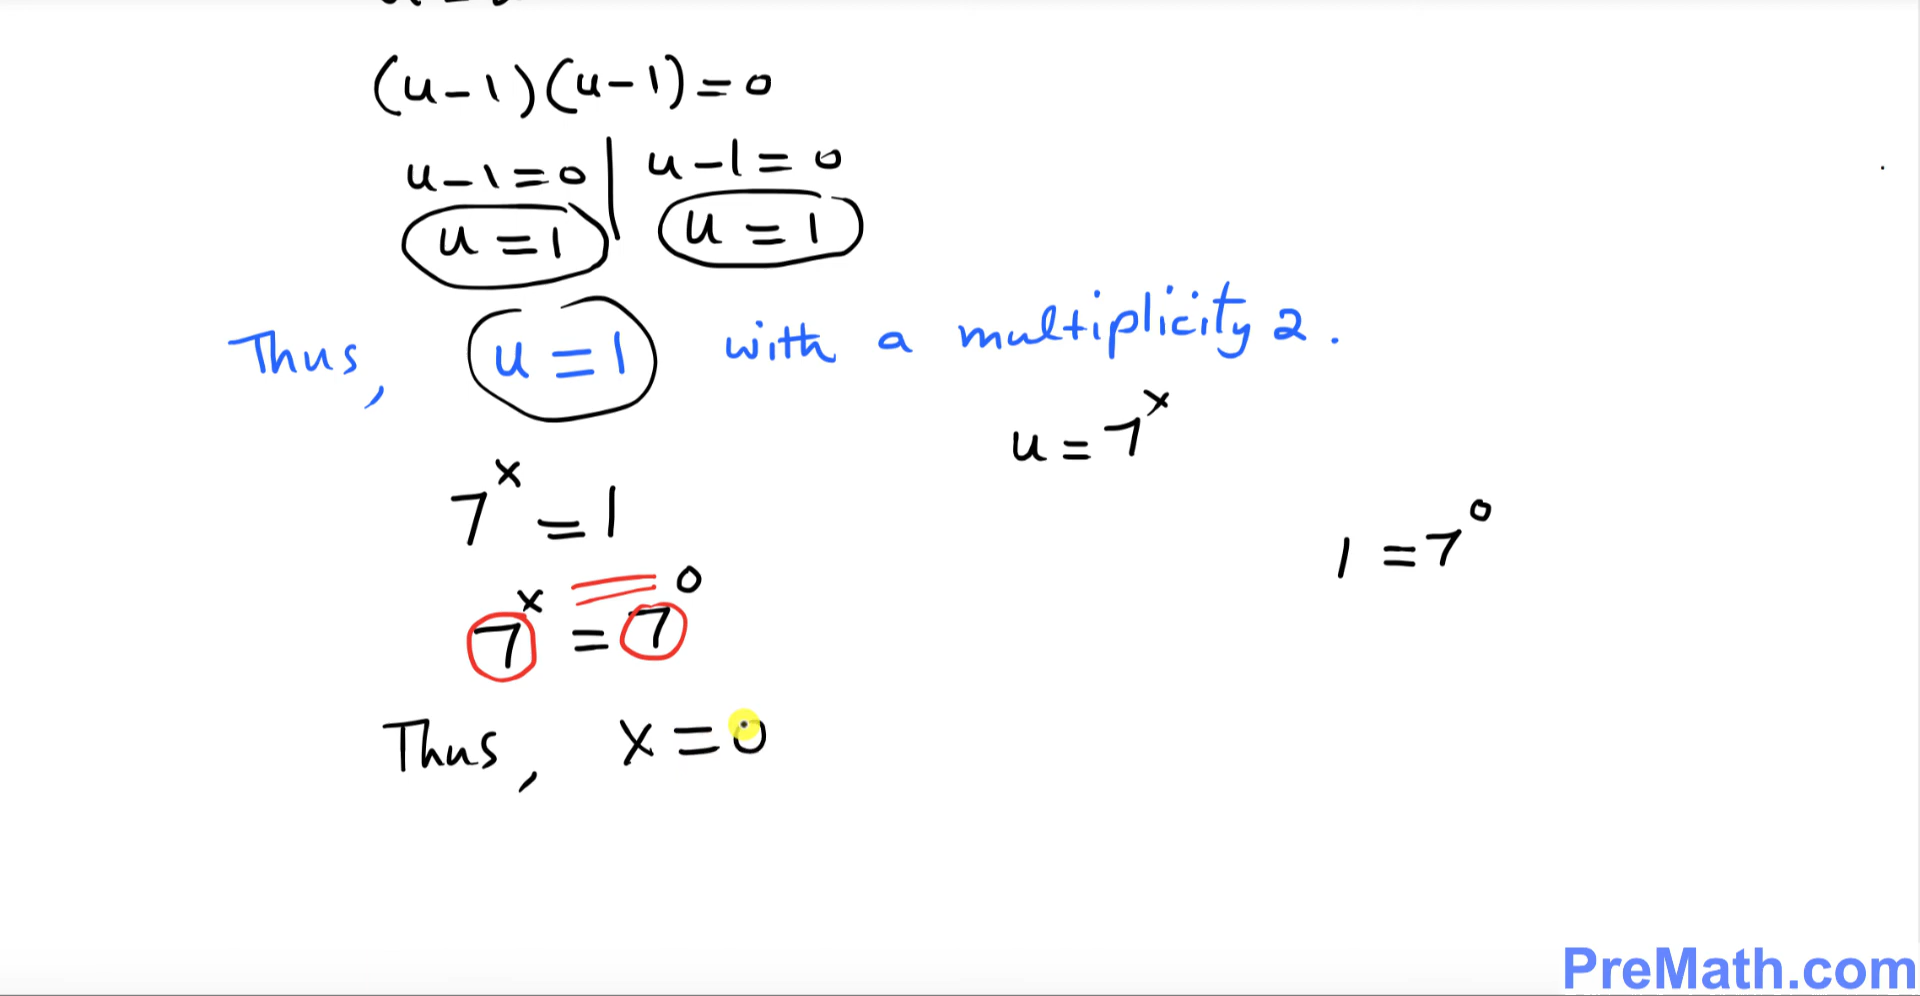 (u-1)(u-1)=0
u-1=0 | u-1=0
u=1 u=1
Thus, u=1 with a multiplicity 2.
u=7^x
7^x=1
1=7^0
7^x=7^0
Thus, x=0
PreMath.com